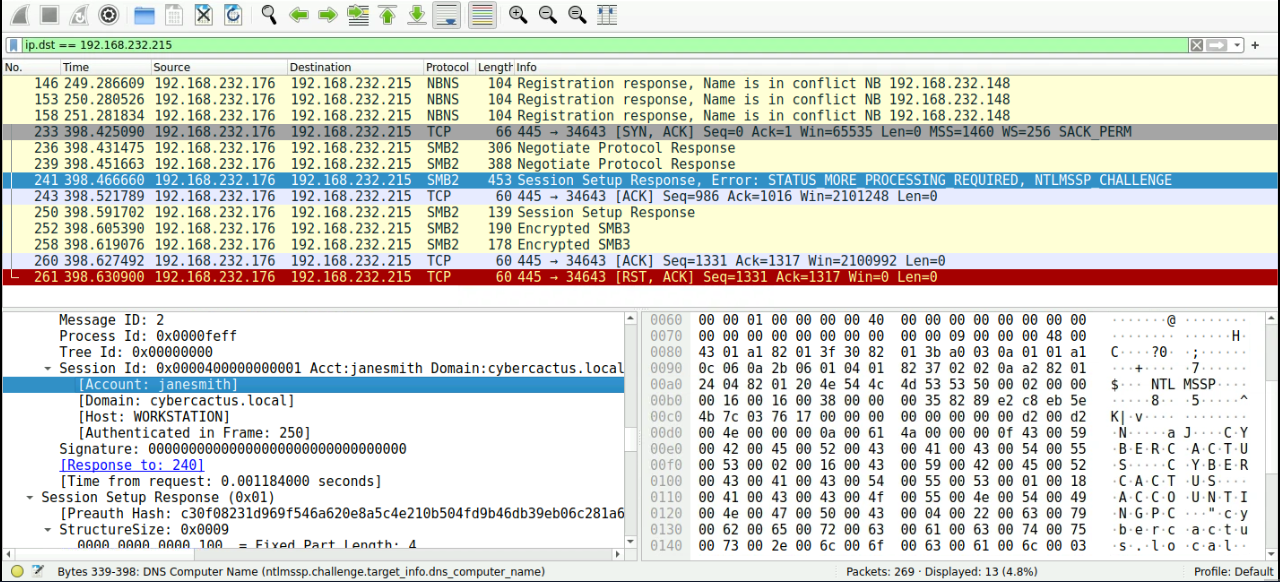 ip.dst == 192.168.232.215
No. Time Source Destination Protocol Length Info
146 249.286609 192.168.232.176 192.168.232.215 NBNS 104 Registration response, Name is in conflict NB 192.168.232.148
153 250.280526 192.168.232.176 192.168.232.215 NBNS 104 Registration response, Name is in conflict NB 192.168.232.148
158 251.281834 192.168.232.176 192.168.232.215 NBNS 104 Registration response, Name is in conflict NB 192.168.232.148
233 398.425090 192.168.232.176 192.168.232.215 TCP 66 445 → 34643 [SYN, ACK] Seq=0 Ack=1 Win=65535 Len=0 MSS=1460 WS=256 SACK_PERM
236 398.431475 192.168.232.176 192.168.232.215 SMB2 306 Negotiate Protocol Response
239 398.451663 192.168.232.176 192.168.232.215 SMB2 388 Negotiate Protocol Response
241 398.466660 192.168.232.176 192.168.232.215 SMB2 453 Session Setup Response, Error: STATUS_MORE_PROCESSING_REQUIRED, NTLMSSP_CHALLENGE
243 398.521789 192.168.232.176 192.168.232.215 TCP 60 445 → 34643 [ACK] Seq=986 Ack=1016 Win=2101248 Len=0
250 398.591702 192.168.232.176 192.168.232.215 SMB2 139 Session Setup Response
252 398.605390 192.168.232.176 192.168.232.215 SMB2 190 Encrypted SMB3
258 398.619076 192.168.232.176 192.168.232.215 SMB2 178 Encrypted SMB3
260 398.627492 192.168.232.176 192.168.232.215 TCP 60 445 → 34643 [ACK] Seq=1331 Ack=1317 Win=2100992 Len=0
261 398.630900 192.168.232.176 192.168.232.215 TCP 60 445 → 34643 [RST, ACK] Seq=1331 Ack=1317 Win=0 Len=0
Message ID: 2
Process Id: 0x0000feff
Tree Id: 0x00000000
Session Id: 0x0000400000000001 Acct:janesmith Domain:cybercactus.local
[Account: janesmith]
[Domain: cybercactus.local]
[Host: WORKSTATION]
[Authenticated in Frame: 250]
Signature: 00000000000000000000000000000000
[Response to: 240]
[Time from request: 0.001184000 seconds]
Session Setup Response (0x01)
[Preauth Hash: c30f08231d969f546a620e8a5c4e210b504fd9b46db39eb06c281a6
StructureSize: 0x0009
0000 0000 0000 100. = Fixed Part Length: 4
0060 00 00 01 00 00 00 00 40 00 00 00 00 00 00 00 00 ·······@ ········
0070 00 00 00 00 00 00 00 00 00 00 09 00 00 00 48 00 ········ ······H·
0080 43 01 a1 82 01 3f 30 82 01 3b a0 03 0a 01 01 a1 C····?0· ·;······
0090 0c 06 0a 2b 06 01 04 01 82 37 02 02 0a a2 82 01 ···+···· ·7······
00a0 24 04 82 01 20 4e 54 4c 4d 53 53 50 00 02 00 00 $··· NTL MSSP····
00b0 00 16 00 16 00 38 00 00 00 35 82 89 e2 c8 eb 5e ·····8·· ·5·····^
00c0 4b 7c 03 76 17 00 00 00 00 00 00 00 00 d2 00 d2 K|·v···· ········
00d0 00 4e 00 00 00 0a 00 61 4a 00 00 00 0f 43 00 59 ·N·····a J····C·Y
00e0 00 42 00 45 00 52 00 43 00 41 00 43 00 54 00 55 ·B·E·R·C ·A·C·T·U
00f0 00 53 00 02 00 16 00 43 00 59 00 42 00 45 00 52 ·S·····C ·Y·B·E·R
0100 00 43 00 41 00 43 00 54 00 55 00 53 00 01 00 18 ·C·A·C·T ·U·S····
0110 00 41 00 43 00 43 00 4f 00 55 00 4e 00 54 00 49 ·A·C·C·O ·U·N·T·I
0120 00 4e 00 47 00 50 00 43 00 04 00 22 00 63 00 79 ·N·G·P·C ···"·c·y
0130 00 62 00 65 00 72 00 63 00 61 00 63 00 74 00 75 ·b·e·r·c ·a·c·t·u
0140 00 73 00 2e 00 6c 00 6f 00 63 00 61 00 6c 00 03 ·s·.·l·o ·c·a·l··
Bytes 339-398: DNS Computer Name (ntlmssp.challenge.target_info.dns_computer_name) Packets: 269 · Displayed: 13 (4.8%) Profile: Default